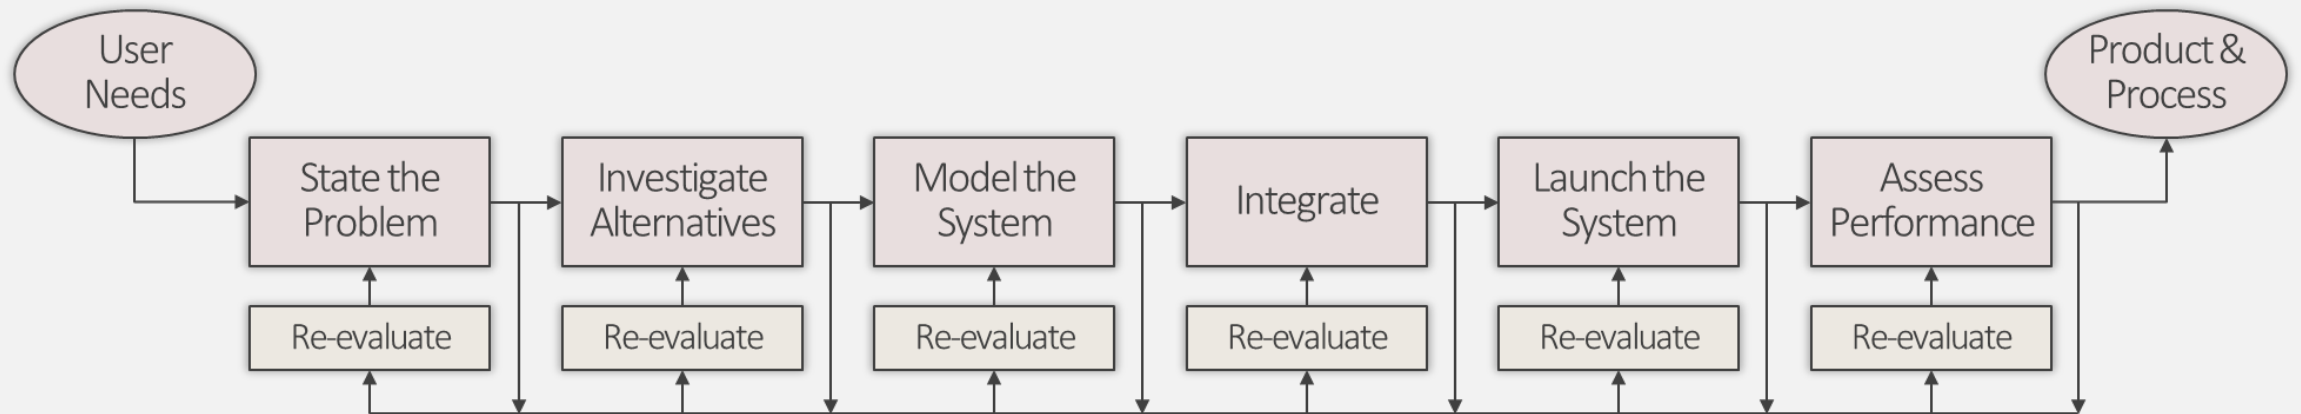 User
Needs
Product &
Process
State the
Problem
Investigate
Alternatives
Model the
System
Integrate
Launch the
System
Assess
Performance
Re-evaluate
Re-evaluate
Re-evaluate
Re-evaluate
Re-evaluate
Re-evaluate